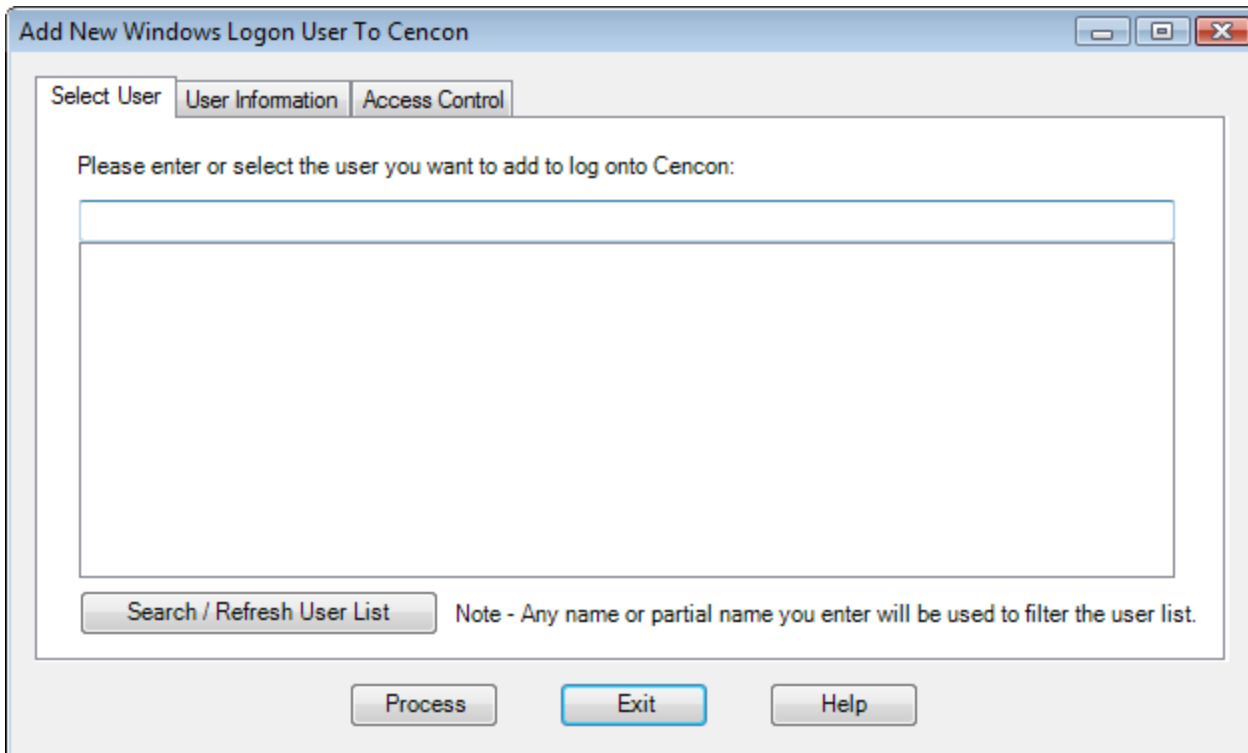 Add New Windows Logon User To Cencon
Select User User Information Access Control
Please enter or select the user you want to add to log onto Cencon:
Search / Refresh User List Note - Any name or partial name you enter will be used to filter the user list.
Process Exit Help